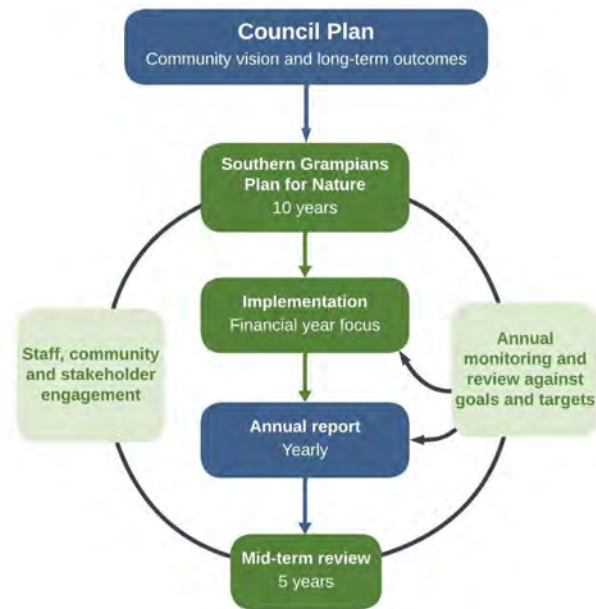 Council Plan
Community vision and long-term outcomes
Southern Grampians
Plan for Nature
10 years
Implementation
Financial year focus
Staff, community
and stakeholder
engagement
Annual
monitoring and
review against
goals and targets
Annual report
Yearly
Mid-term review
5 years